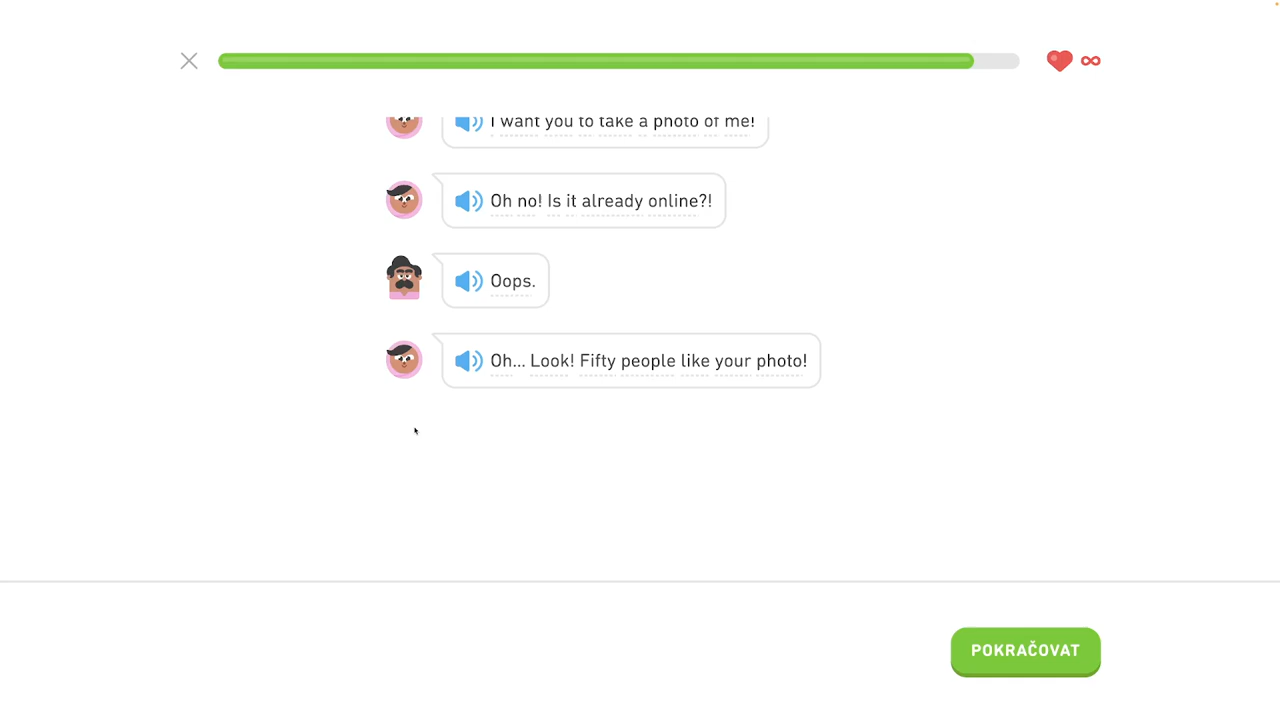 I want you to take a photo of me!
Oh no! Is it already online?!
Oops.
Oh... Look! Fifty people like your photo!
POKRAČOVAT